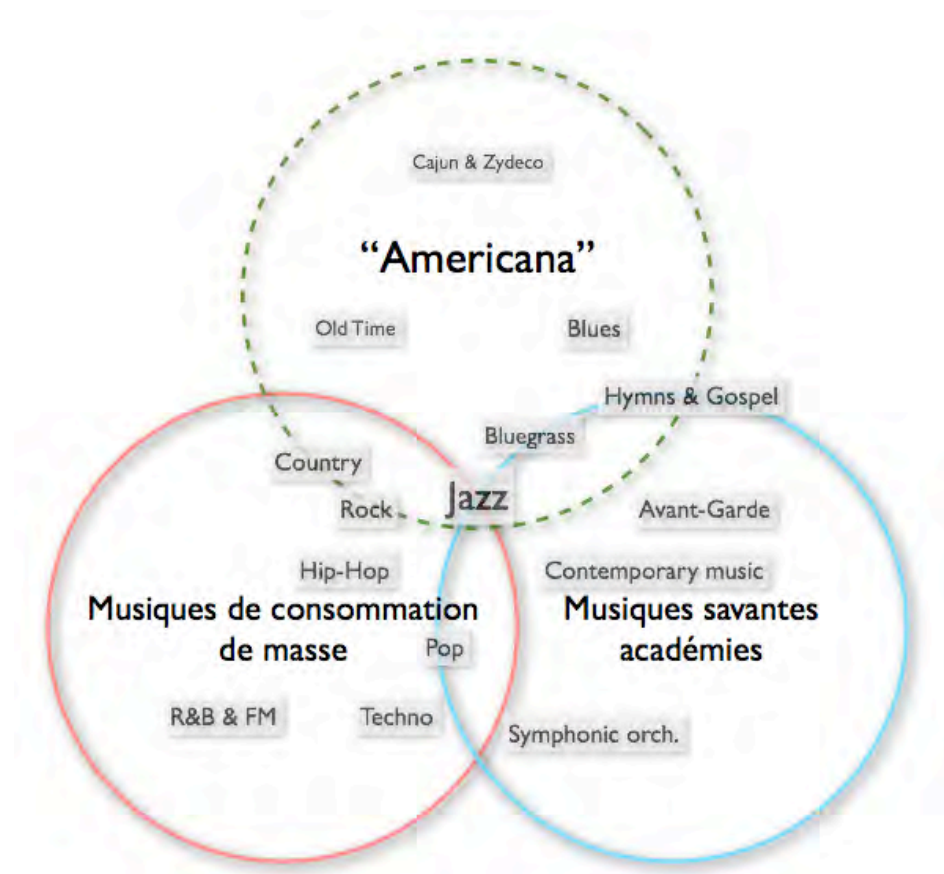 Cajun & Zydeco
“Americana”
Old Time
Blues
Hymns & Gospel
Bluegrass
Country
Jazz
Rock
Avant-Garde
Hip-Hop
Contemporary music
Musiques de consommation
de masse
Musiques savantes
académies
Pop
R&B & FM
Techno
Symphonic orch.